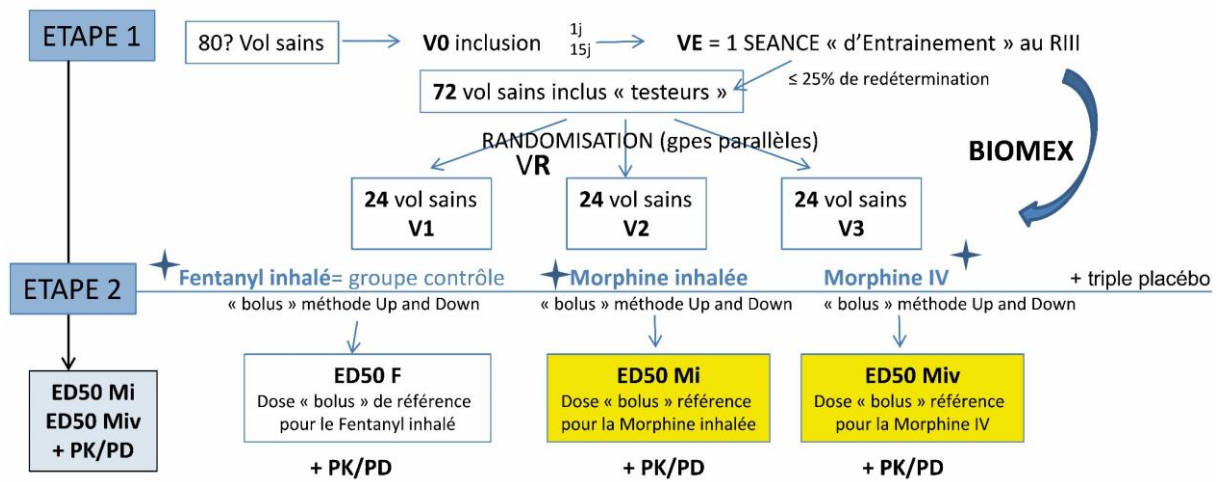 ETAPE 1
80? Vol sains
V0 inclusion
1j
15j
VE = 1 SEANCE « d'Entrainement » au RIII
≤ 25% de redétermination
72 vol sains inclus « testeurs »
RANDOMISATION (gpes parallèles)
VR
BIOMEX
24 vol sains
V1
24 vol sains
V2
24 vol sains
V3
ETAPE 2
Fentanyl inhalé= groupe contrôle
Morphine inhalée
Morphine IV
+ triple placébo
« bolus » méthode Up and Down
« bolus » méthode Up and Down
« bolus » méthode Up and Down
ED50 Mi
ED50 Miv
+ PK/PD
ED50 F
Dose « bolus » de référence
pour le Fentanyl inhalé
ED50 Mi
Dose « bolus » référence
pour la Morphine inhalée
ED50 Miv
Dose « bolus » référence
pour la Morphine IV
+ PK/PD
+ PK/PD
+ PK/PD